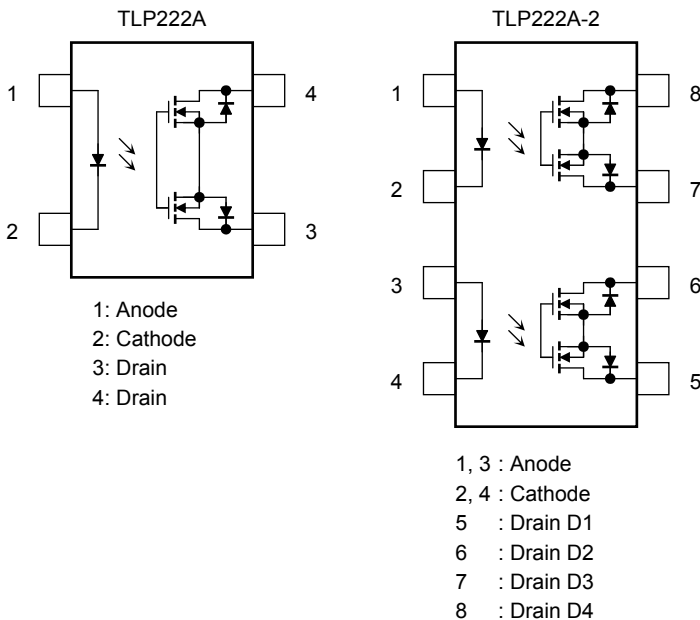 TLP222A
1
4
2
3
1: Anode
2: Cathode
3: Drain
4: Drain
TLP222A-2
1
8
2
7
3
6
4
5
1, 3 : Anode
2, 4 : Cathode
5 : Drain D1
6 : Drain D2
7 : Drain D3
8 : Drain D4